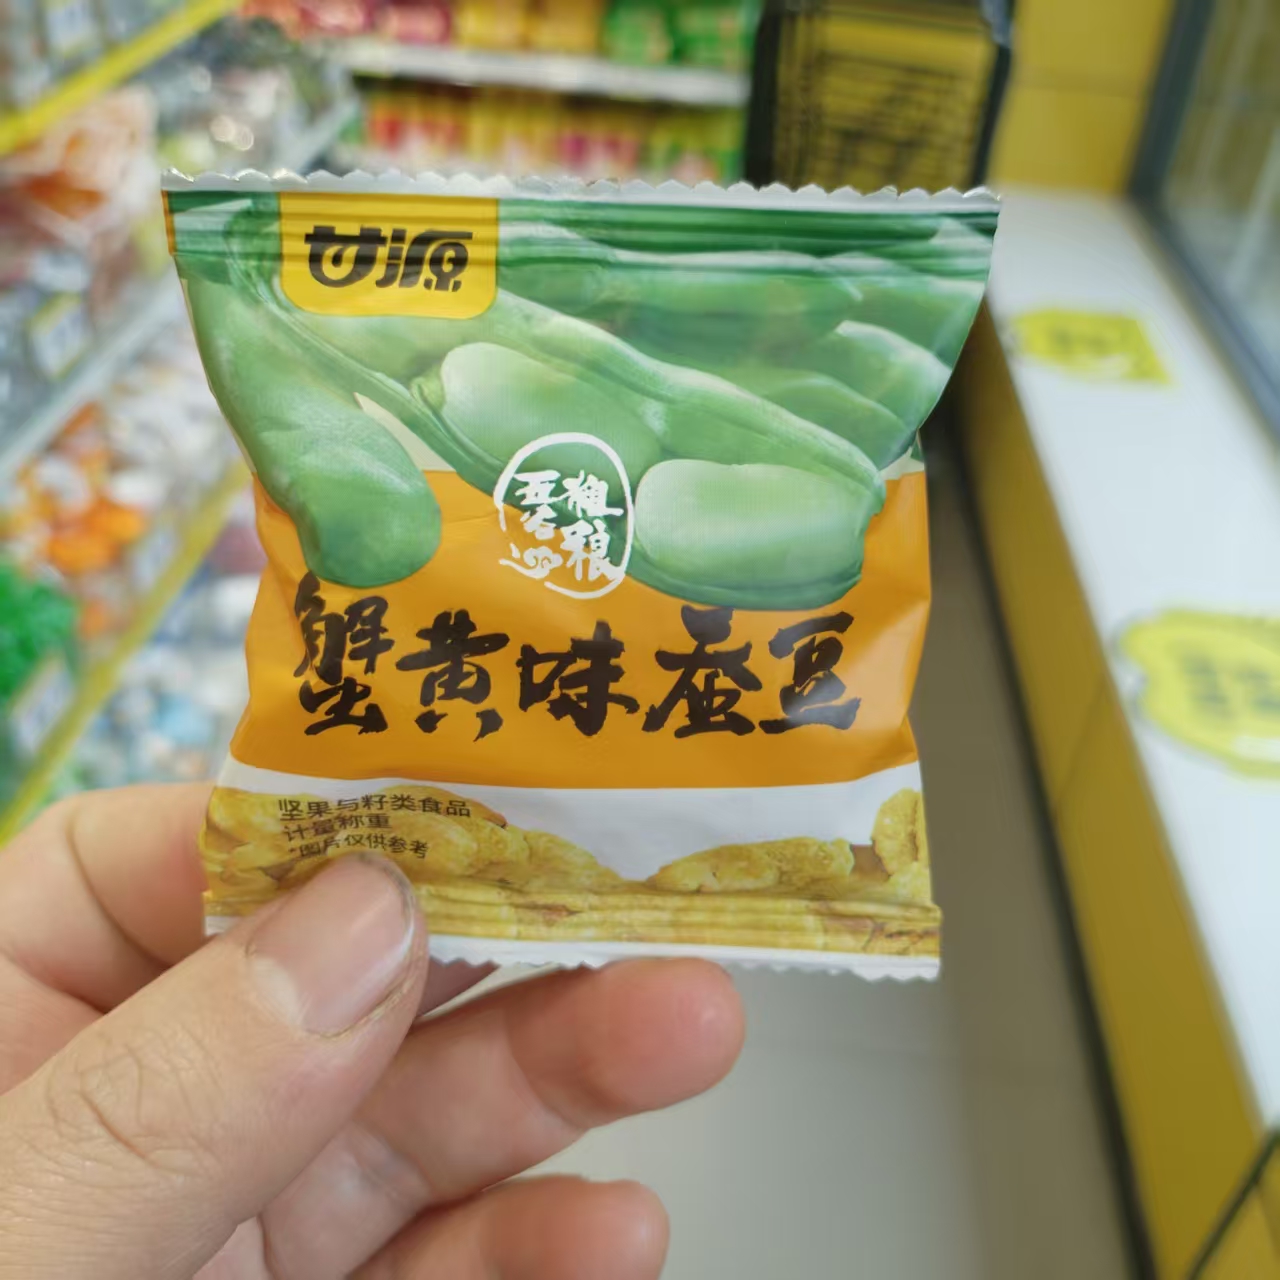 甘源
五谷
粗粮
蟹黄味蚕豆
坚果与籽类食品
计量称重
*图片仅供参考